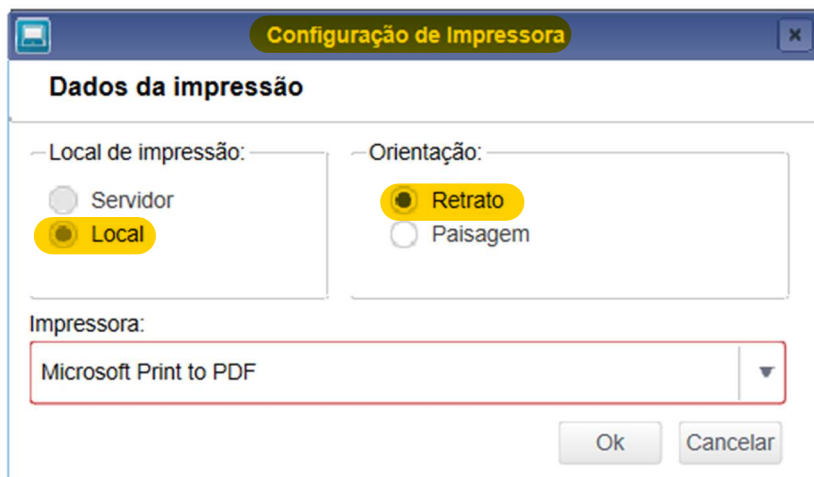 Configuração de Impressora
Dados da impressão
Local de impressão:
Servidor
Local
Orientação:
Retrato
Paisagem
Impressora:
Microsoft Print to PDF
Ok
Cancelar